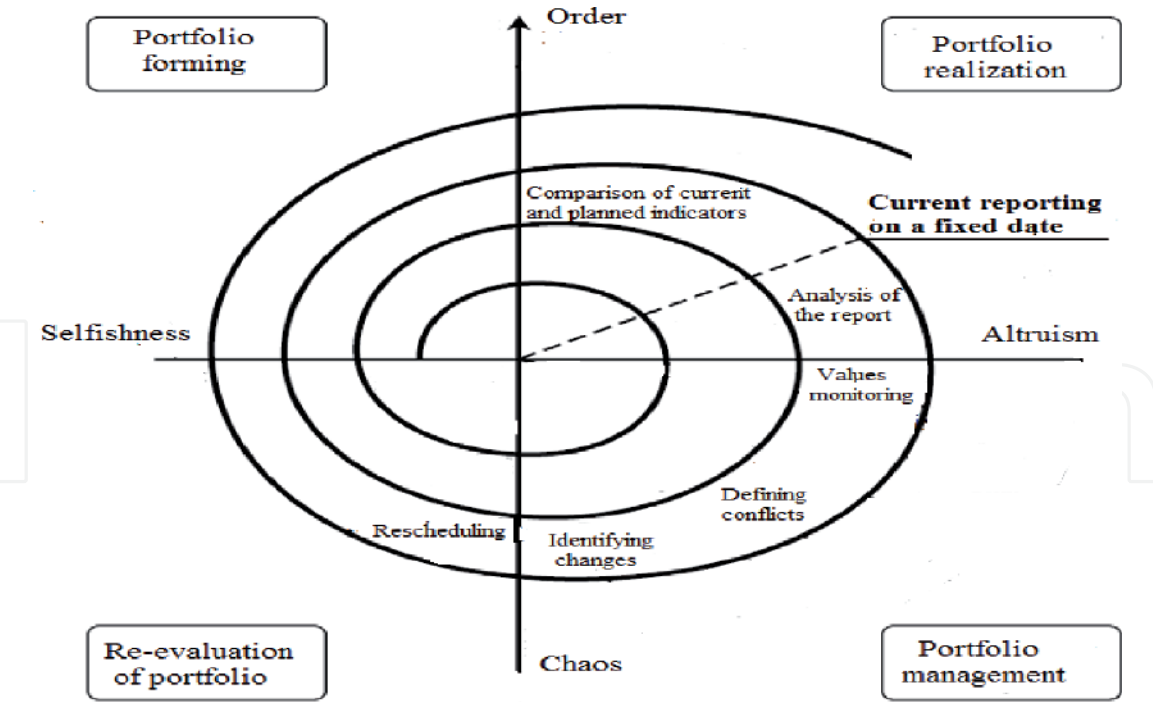 Order
Portfolio
forming
Portfolio
realization
Comparison of current
and planned indicators
Current reporting
on a fixed date
Analysis of
the report
Selfishness
Altruism
Values
monitoring
Defining
conflicts
Rescheduling
Identifying
changes
Re-evaluation
of portfolio
Chaos
Portfolio
management